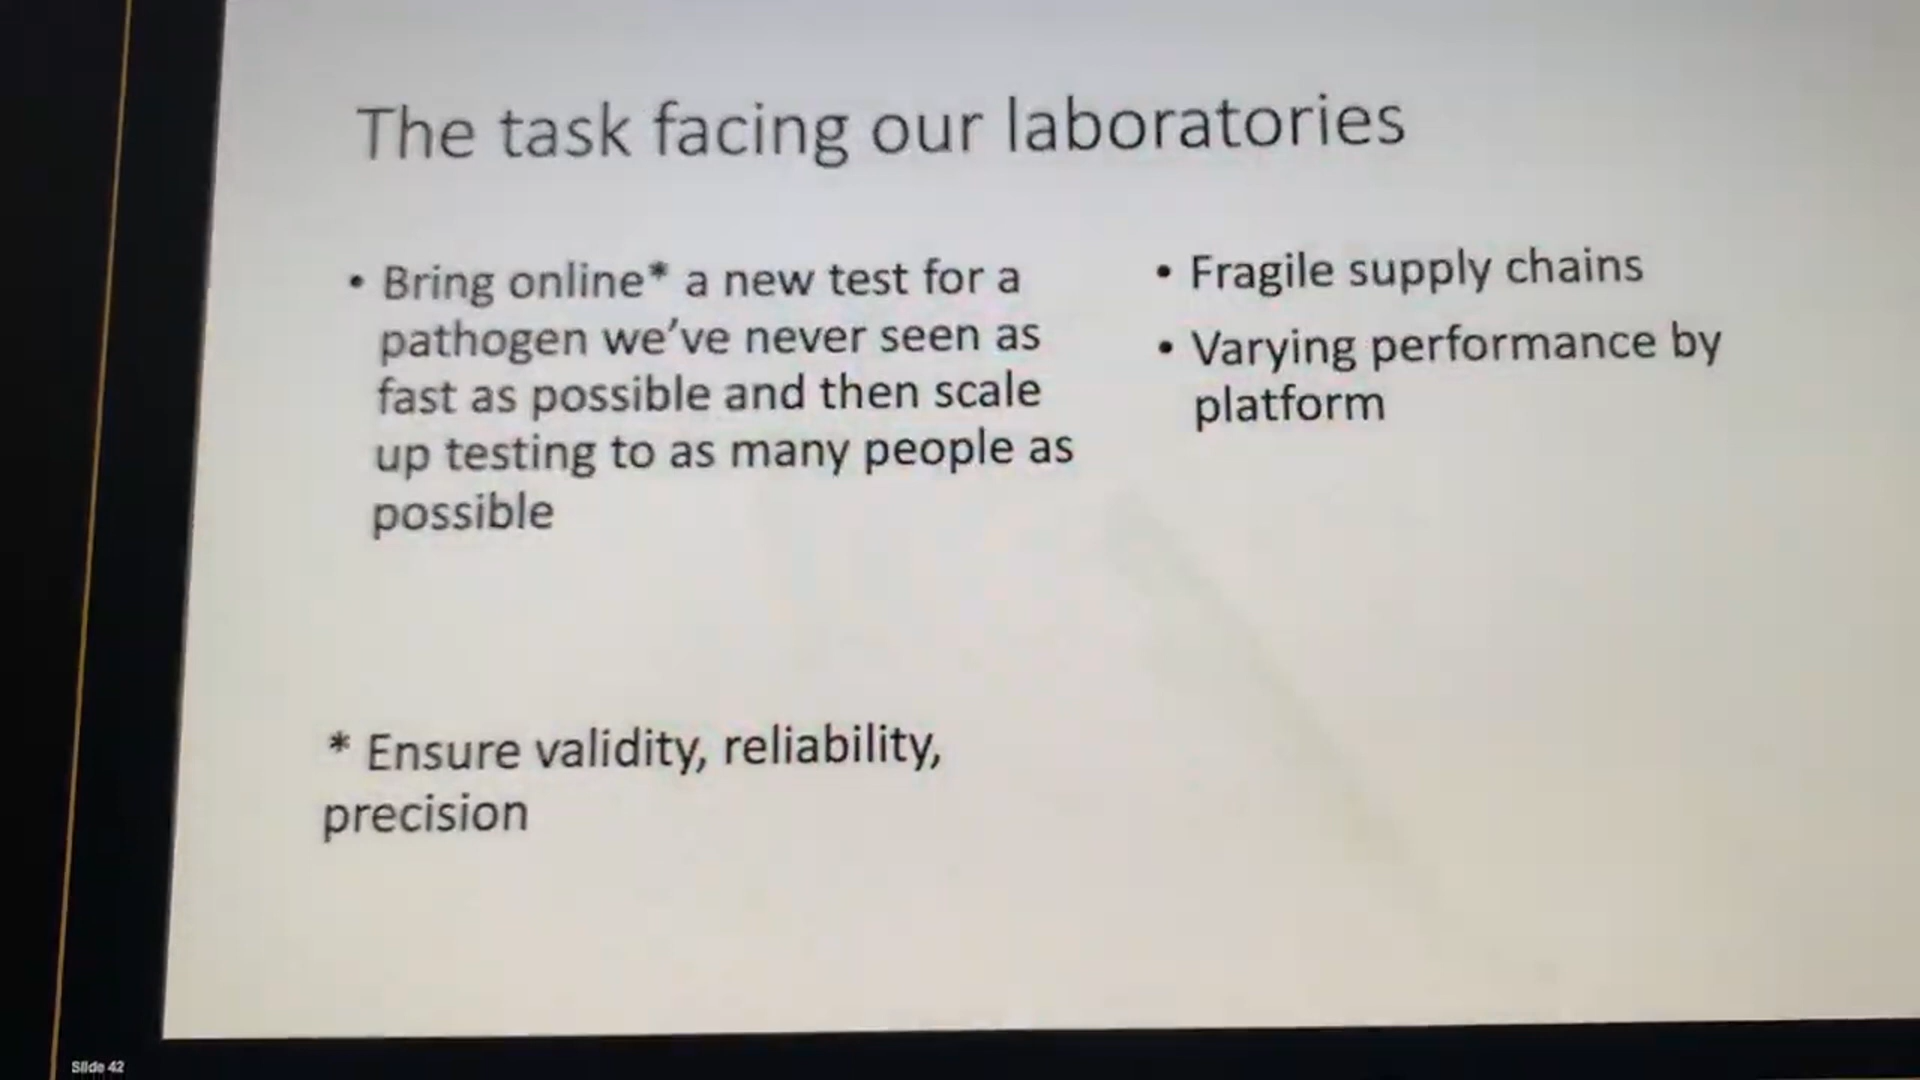 The task facing our laboratories
• Bring online* a new test for a
pathogen we've never seen as
fast as possible and then scale
up testing to as many people as
possible
* Ensure validity, reliability,
precision
• Fragile supply chains
• Varying performance by
platform
Slide 42